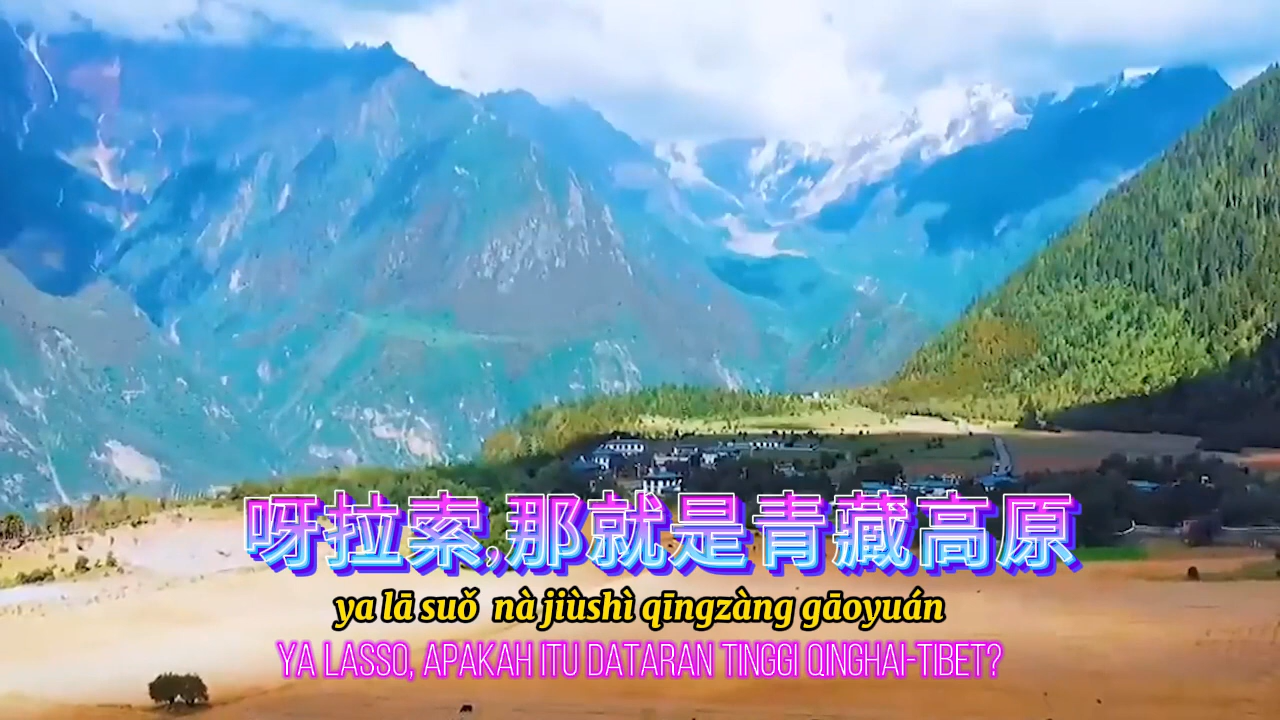 呀拉索,那就是青藏高原
ya lā suǒ nà jiùshì qīngzàng gāoyuán
YA LASSO, APAKAH ITU DATARAN TINGGI QINGHAI-TIBET?